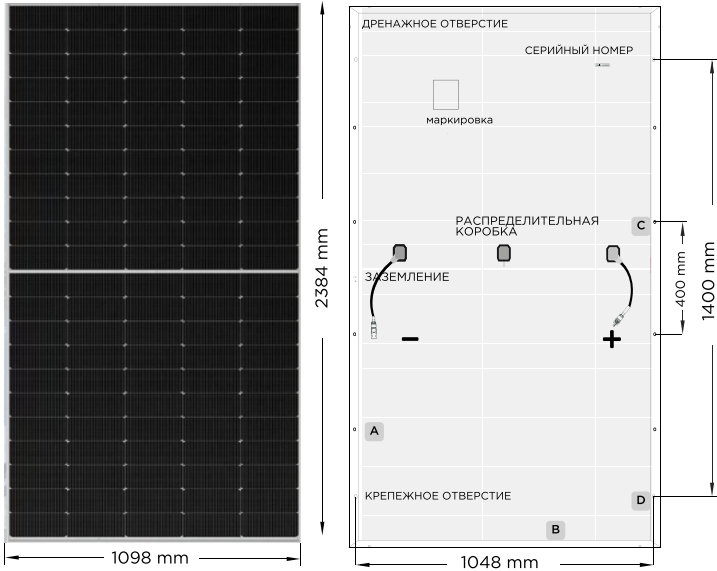 ДРЕНАЖНОЕ ОТВЕРСТИЕ
СЕРИЙНЫЙ НОМЕР
маркировка
РАСПРЕДЕЛИТЕЛЬНАЯ
КОРОБКА
C
ЗАЗЕМЛЕНИЕ
2384 mm
400 mm
1400 mm
− +
A
КРЕПЕЖНОЕ ОТВЕРСТИЕ
D
B
1098 mm
1048 mm